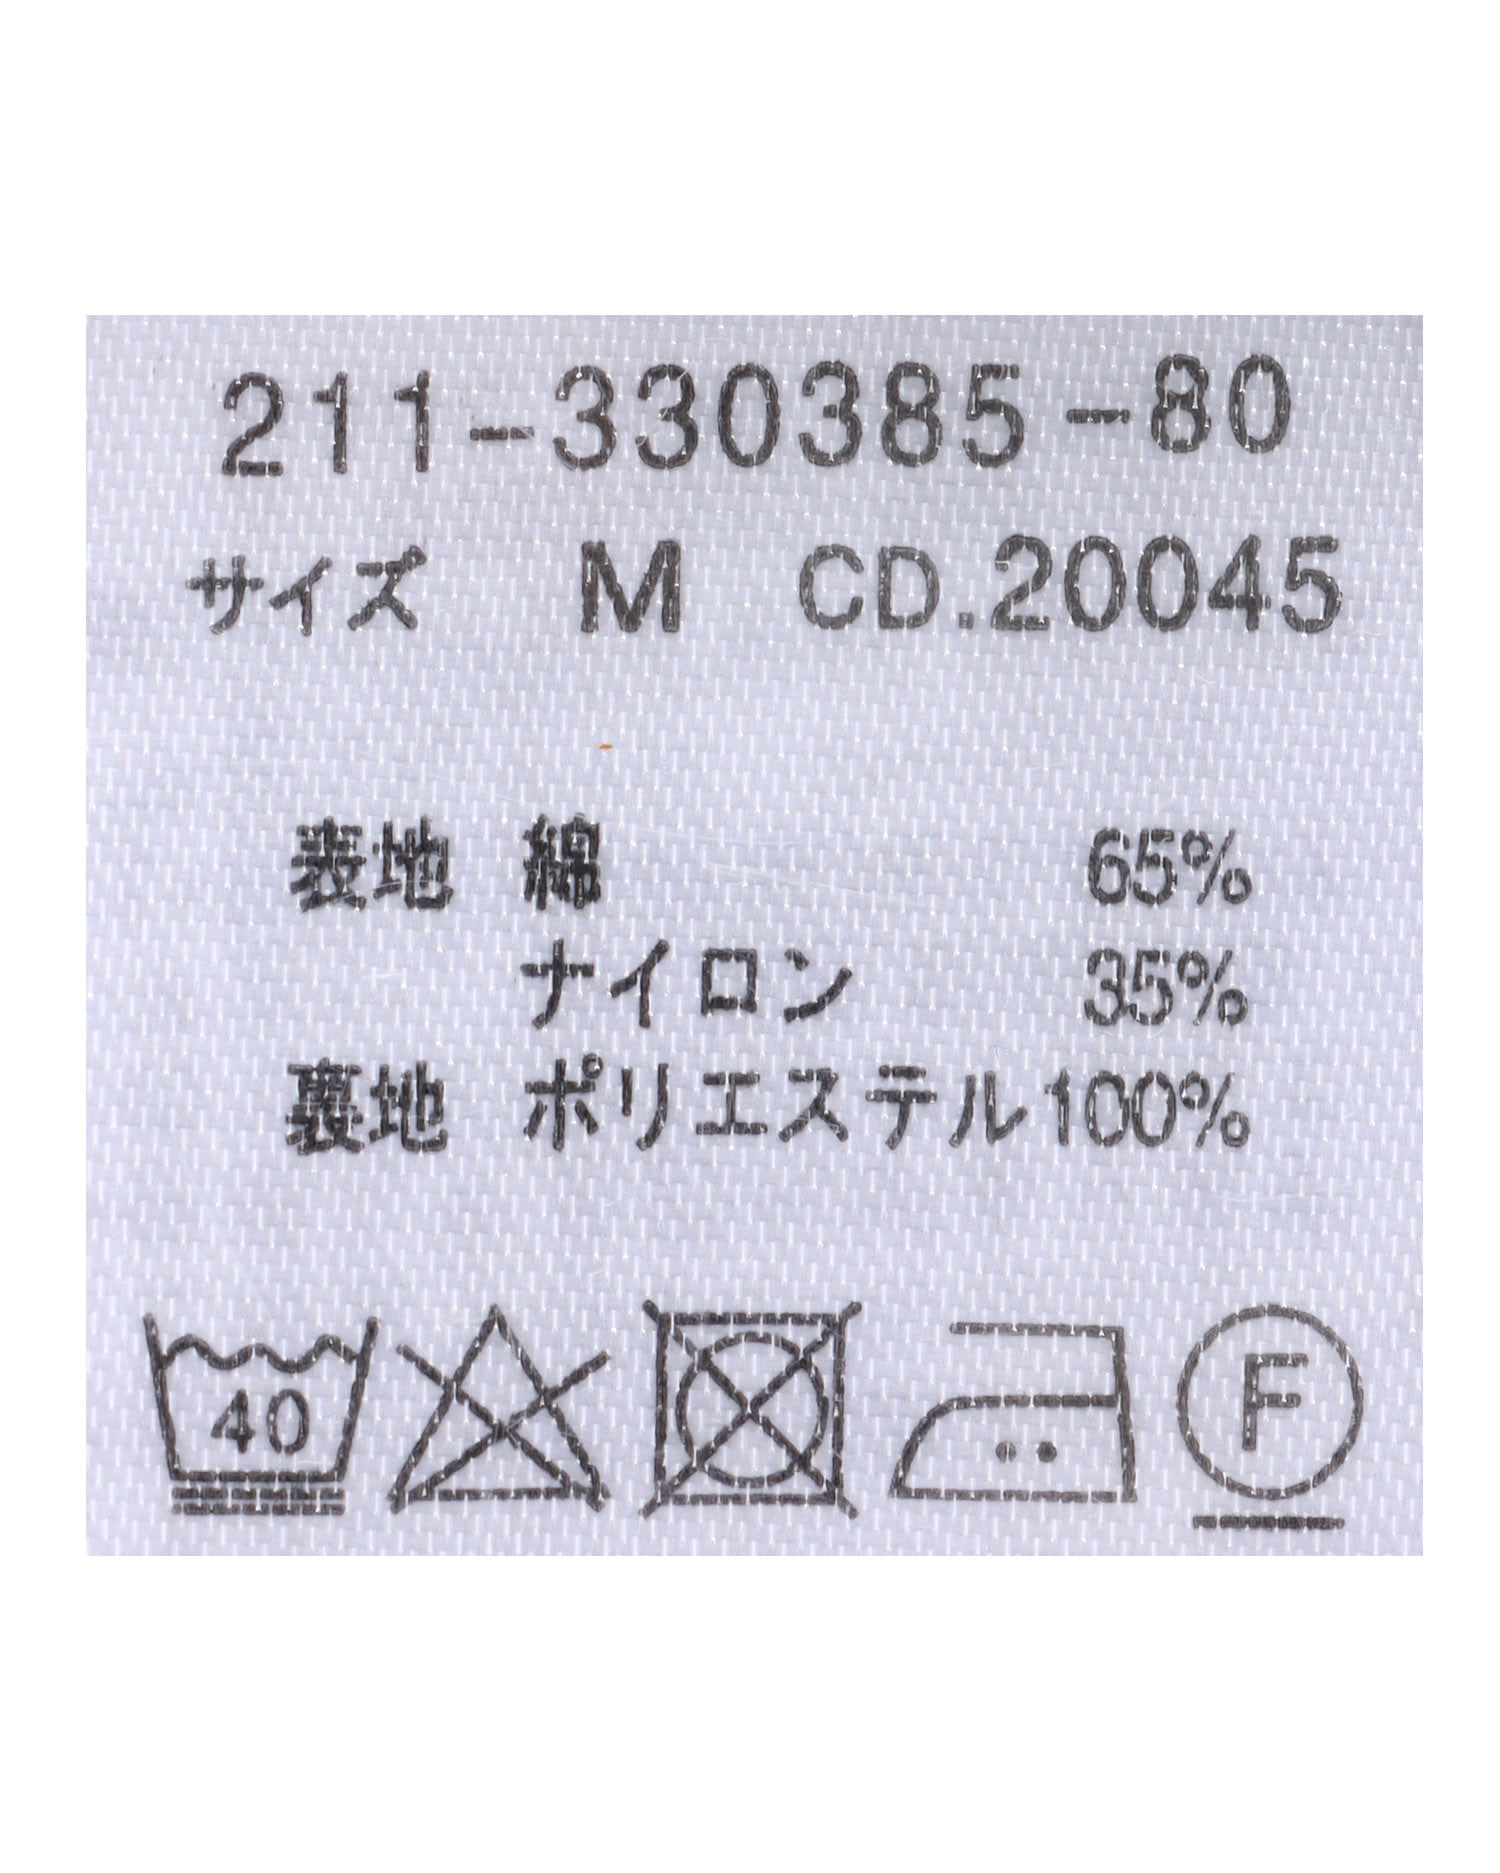 211-330385-80
サイズ M CD.20045
表地 綿 65%
ナイロン 35%
裏地 ポリエステル100%
40 F